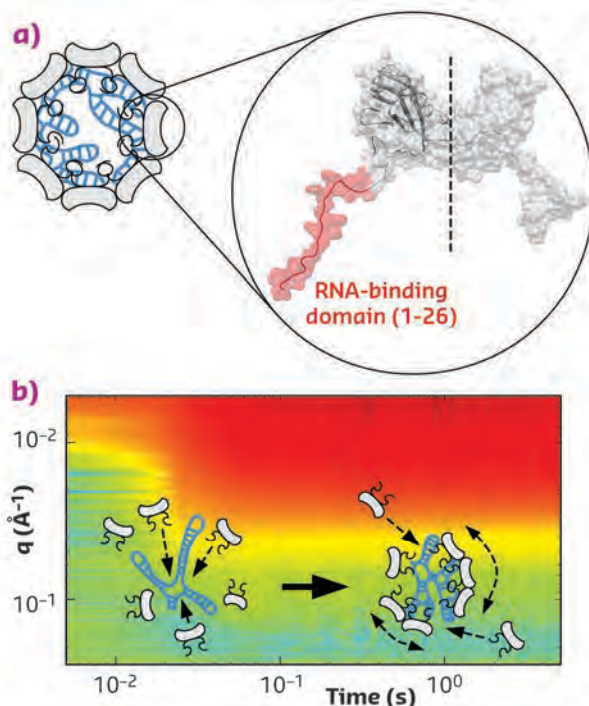 a)
RNA-binding
domain (1-26)
b)
q (Å⁻¹)
10⁻²
10⁻¹
10⁻² 10⁻¹ 10⁰
Time (s)